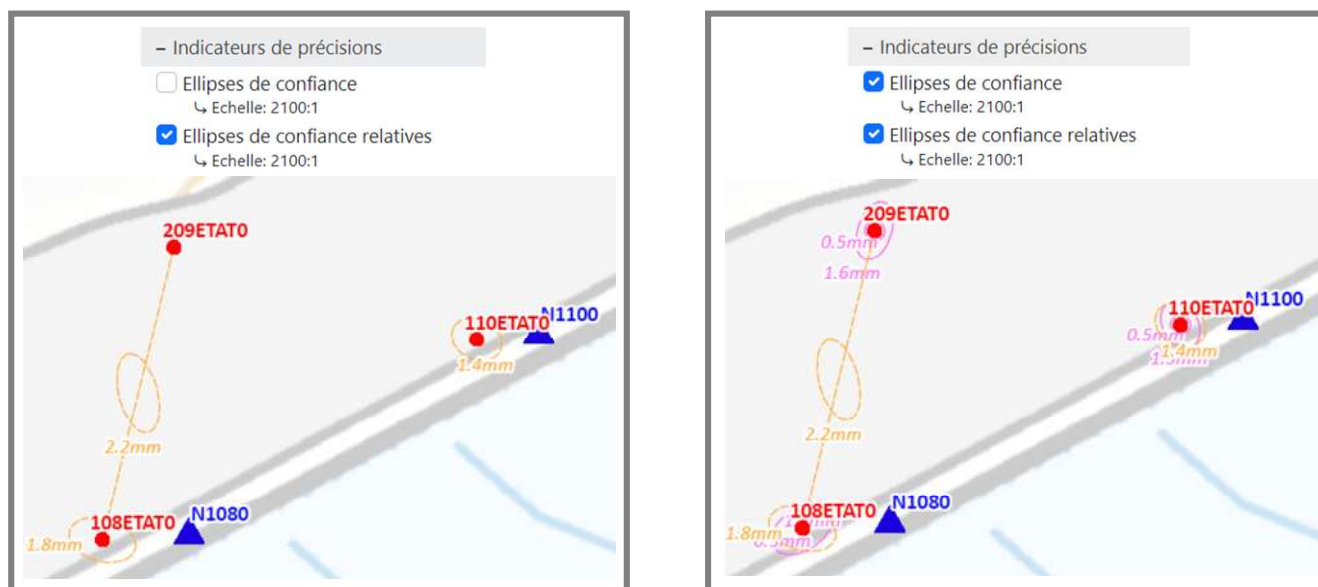 – Indicateurs de précisions
Ellipses de confiance
↳ Echelle: 2100:1
Ellipses de confiance relatives
↳ Echelle: 2100:1
209ETAT0
N1100
110ETAT0
1.4mm
2.2mm
N1080
108ETAT0
1.8mm
– Indicateurs de précisions
Ellipses de confiance
↳ Echelle: 2100:1
Ellipses de confiance relatives
↳ Echelle: 2100:1
209ETAT0
0.5mm
1.6mm
N1100
110ETAT0
0.5mm
1.4mm
2.2mm
N1080
108ETAT0
1.8mm